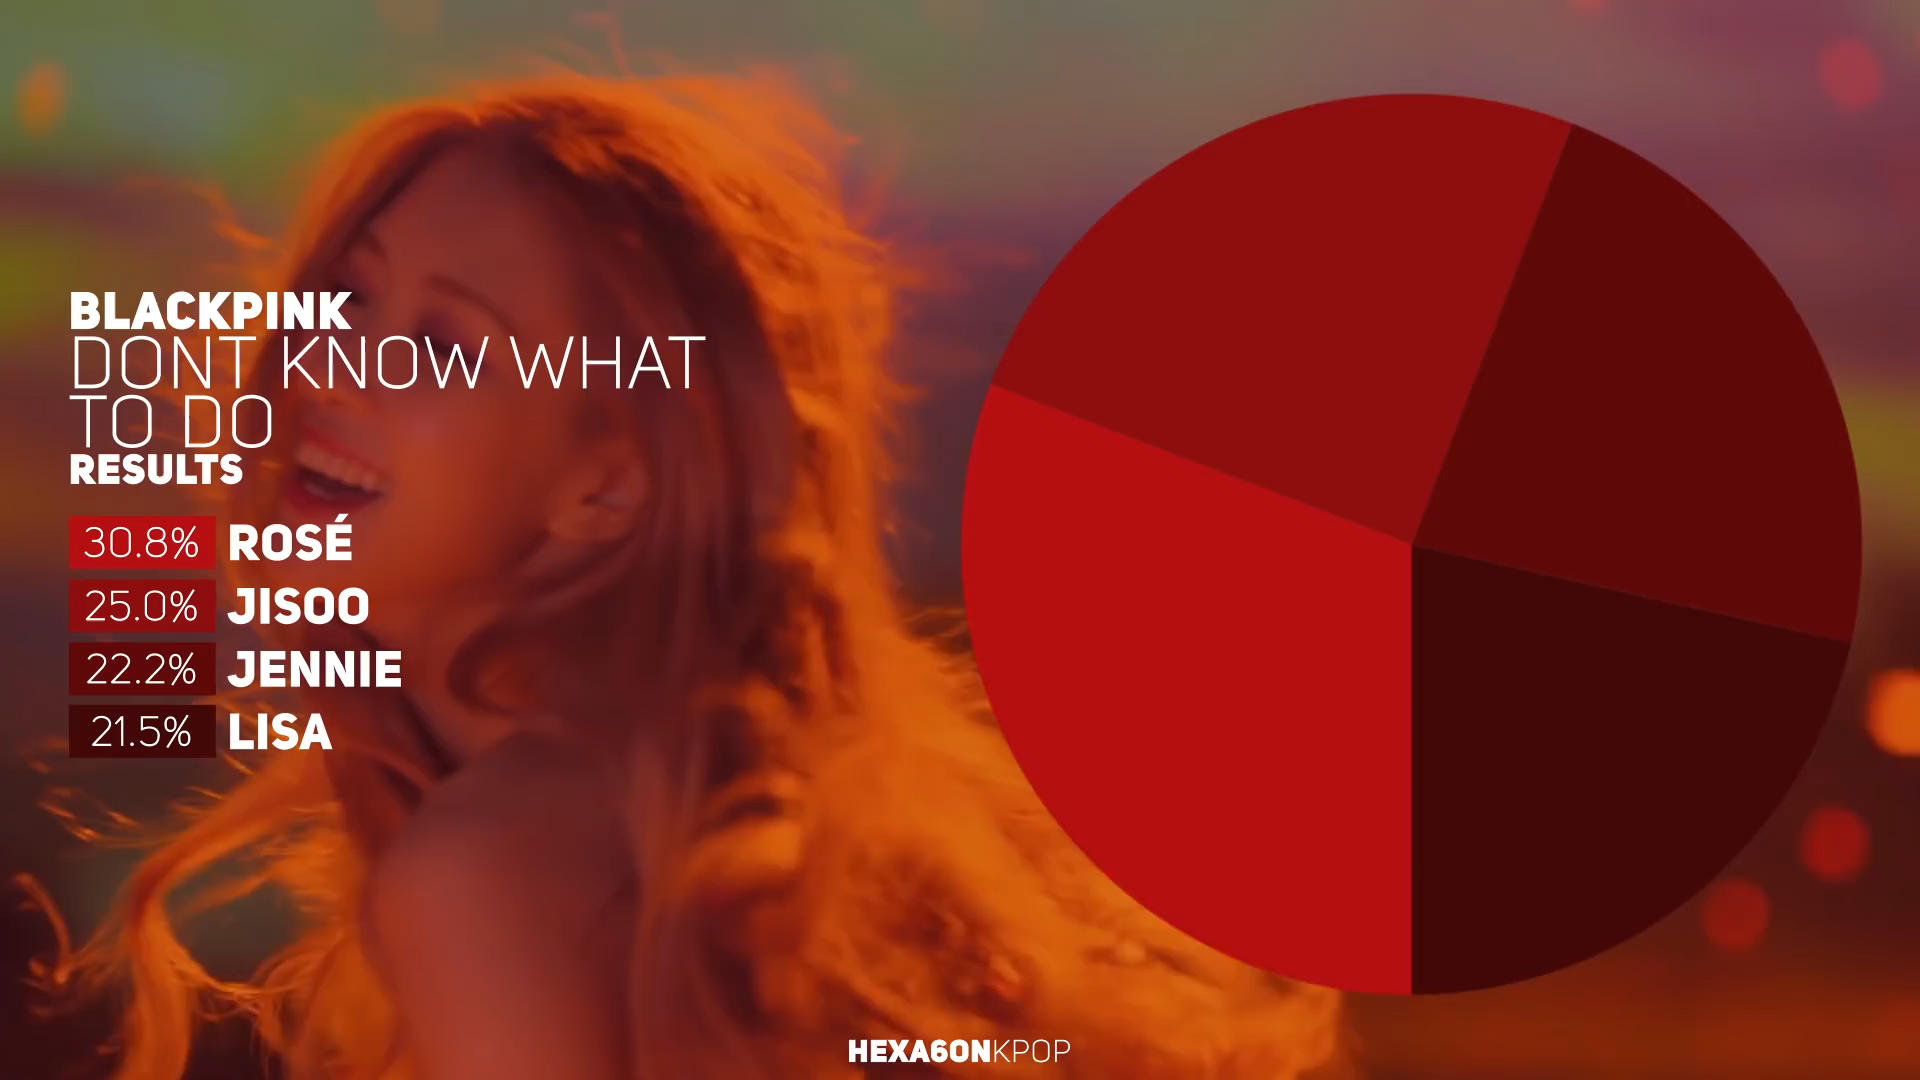 BLACKPINK
DONT KNOW WHAT
TO DO
RESULTS
30.8% ROSÉ
25.0% JISOO
22.2% JENNIE
21.5% LISA
HEXA6ONKPOP